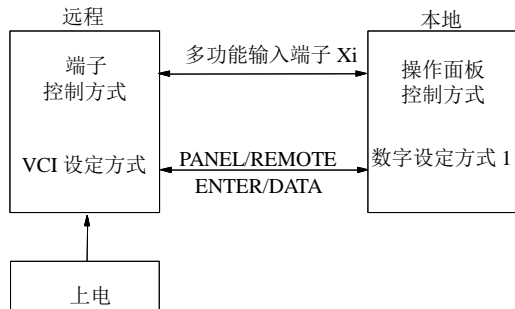 远程
本地
端子
控制方式
多功能输入端子 Xi
操作面板
控制方式
VCI 设定方式
PANEL/REMOTE
ENTER/DATA
数字设定方式 1
上电